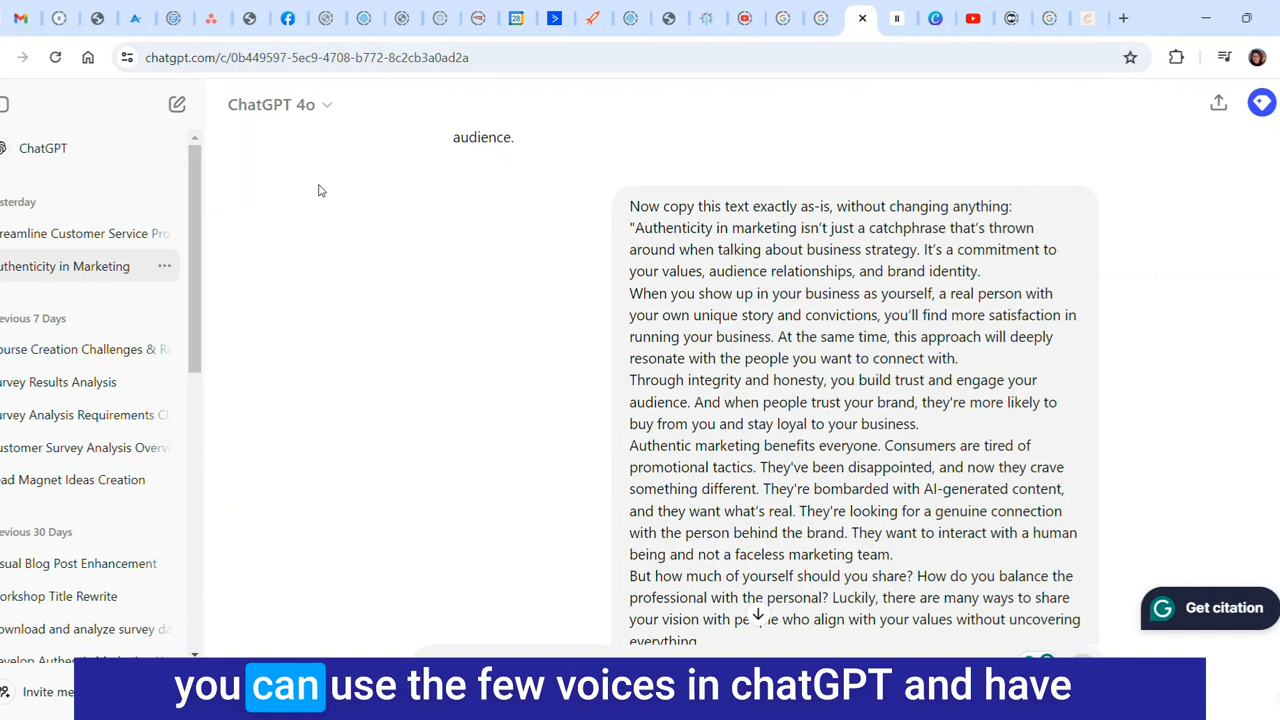 chatgpt.com/c/0b449597-5ec9-4708-b772-8c2cb3a0ad2a
ChatGPT 4o
ChatGPT
sterday
reamline Customer Service Pro
uthenticity in Marketing
evious 7 Days
ourse Creation Challenges & Re
urvey Results Analysis
urvey Analysis Requirements Cl
ustomer Survey Analysis Overv
ead Magnet Ideas Creation
evious 30 Days
sual Blog Post Enhancement
orkshop Title Rewrite
ownload and analyze survey da
Invite me
audience.
Now copy this text exactly as-is, without changing anything:
"Authenticity in marketing isn't just a catchphrase that's thrown
around when talking about business strategy. It's a commitment to
your values, audience relationships, and brand identity.
When you show up in your business as yourself, a real person with
your own unique story and convictions, you'll find more satisfaction in
running your business. At the same time, this approach will deeply
resonate with the people you want to connect with.
Through integrity and honesty, you build trust and engage your
audience. And when people trust your brand, they're more likely to
buy from you and stay loyal to your business.
Authentic marketing benefits everyone. Consumers are tired of
promotional tactics. They've been disappointed, and now they crave
something different. They're bombarded with AI-generated content,
and they want what's real. They're looking for a genuine connection
with the person behind the brand. They want to interact with a human
being and not a faceless marketing team.
But how much of yourself should you share? How do you balance the
professional with the personal? Luckily, there are many ways to share
your vision with who align with your values without uncovering
everything
Get citation
you can use the few voices in chatGPT and have